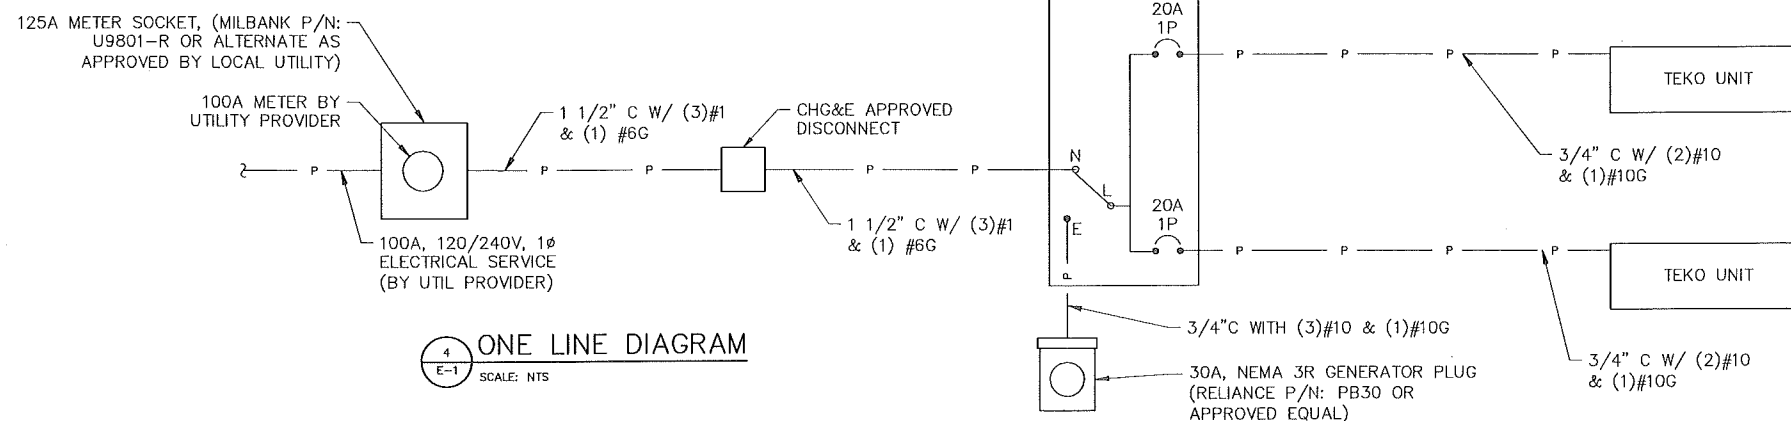 125A METER SOCKET, (MILBANK P/N:
U9801-R OR ALTERNATE AS
APPROVED BY LOCAL UTILITY)
100A METER BY
UTILITY PROVIDER
1 1/2" C W/ (3)#1
& (1) #6G
CHG&E APPROVED
DISCONNECT
P
P
P
P
P
100A, 120/240V, 1ø
ELECTRICAL SERVICE
(BY UTIL PROVIDER)
1 1/2" C W/ (3)#1
& (1) #6G
N
L
E
P
20A
1P
P
P
P
P
TEKO UNIT
3/4" C W/ (2)#10
& (1)#10G
20A
1P
P
P
P
P
TEKO UNIT
3/4" C W/ (2)#10
& (1)#10G
3/4"C WITH (3)#10 & (1)#10G
30A, NEMA 3R GENERATOR PLUG
(RELIANCE P/N: PB30 OR
APPROVED EQUAL)
4
E-1
ONE LINE DIAGRAM
SCALE: NTS